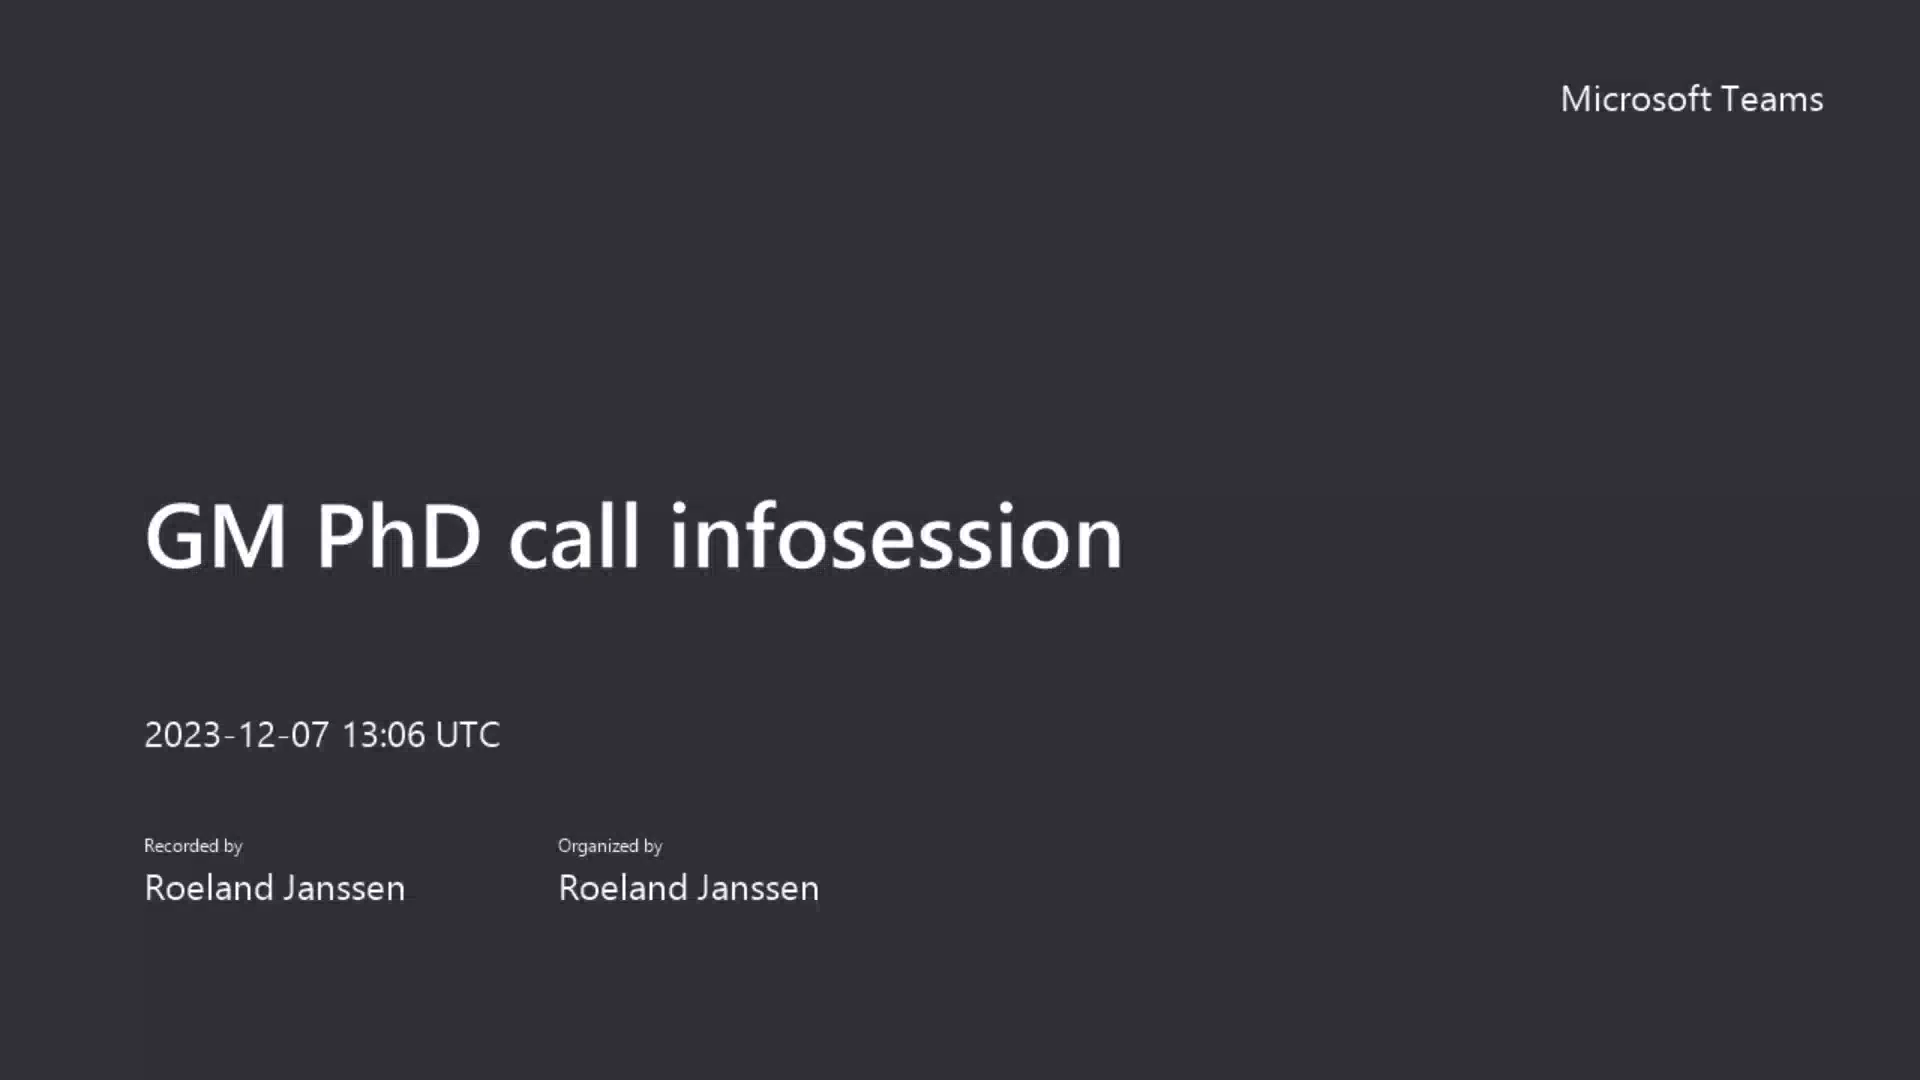 Microsoft Teams
GM PhD call infosession
2023-12-07 13:06 UTC
Recorded by
Roeland Janssen
Organized by
Roeland Janssen